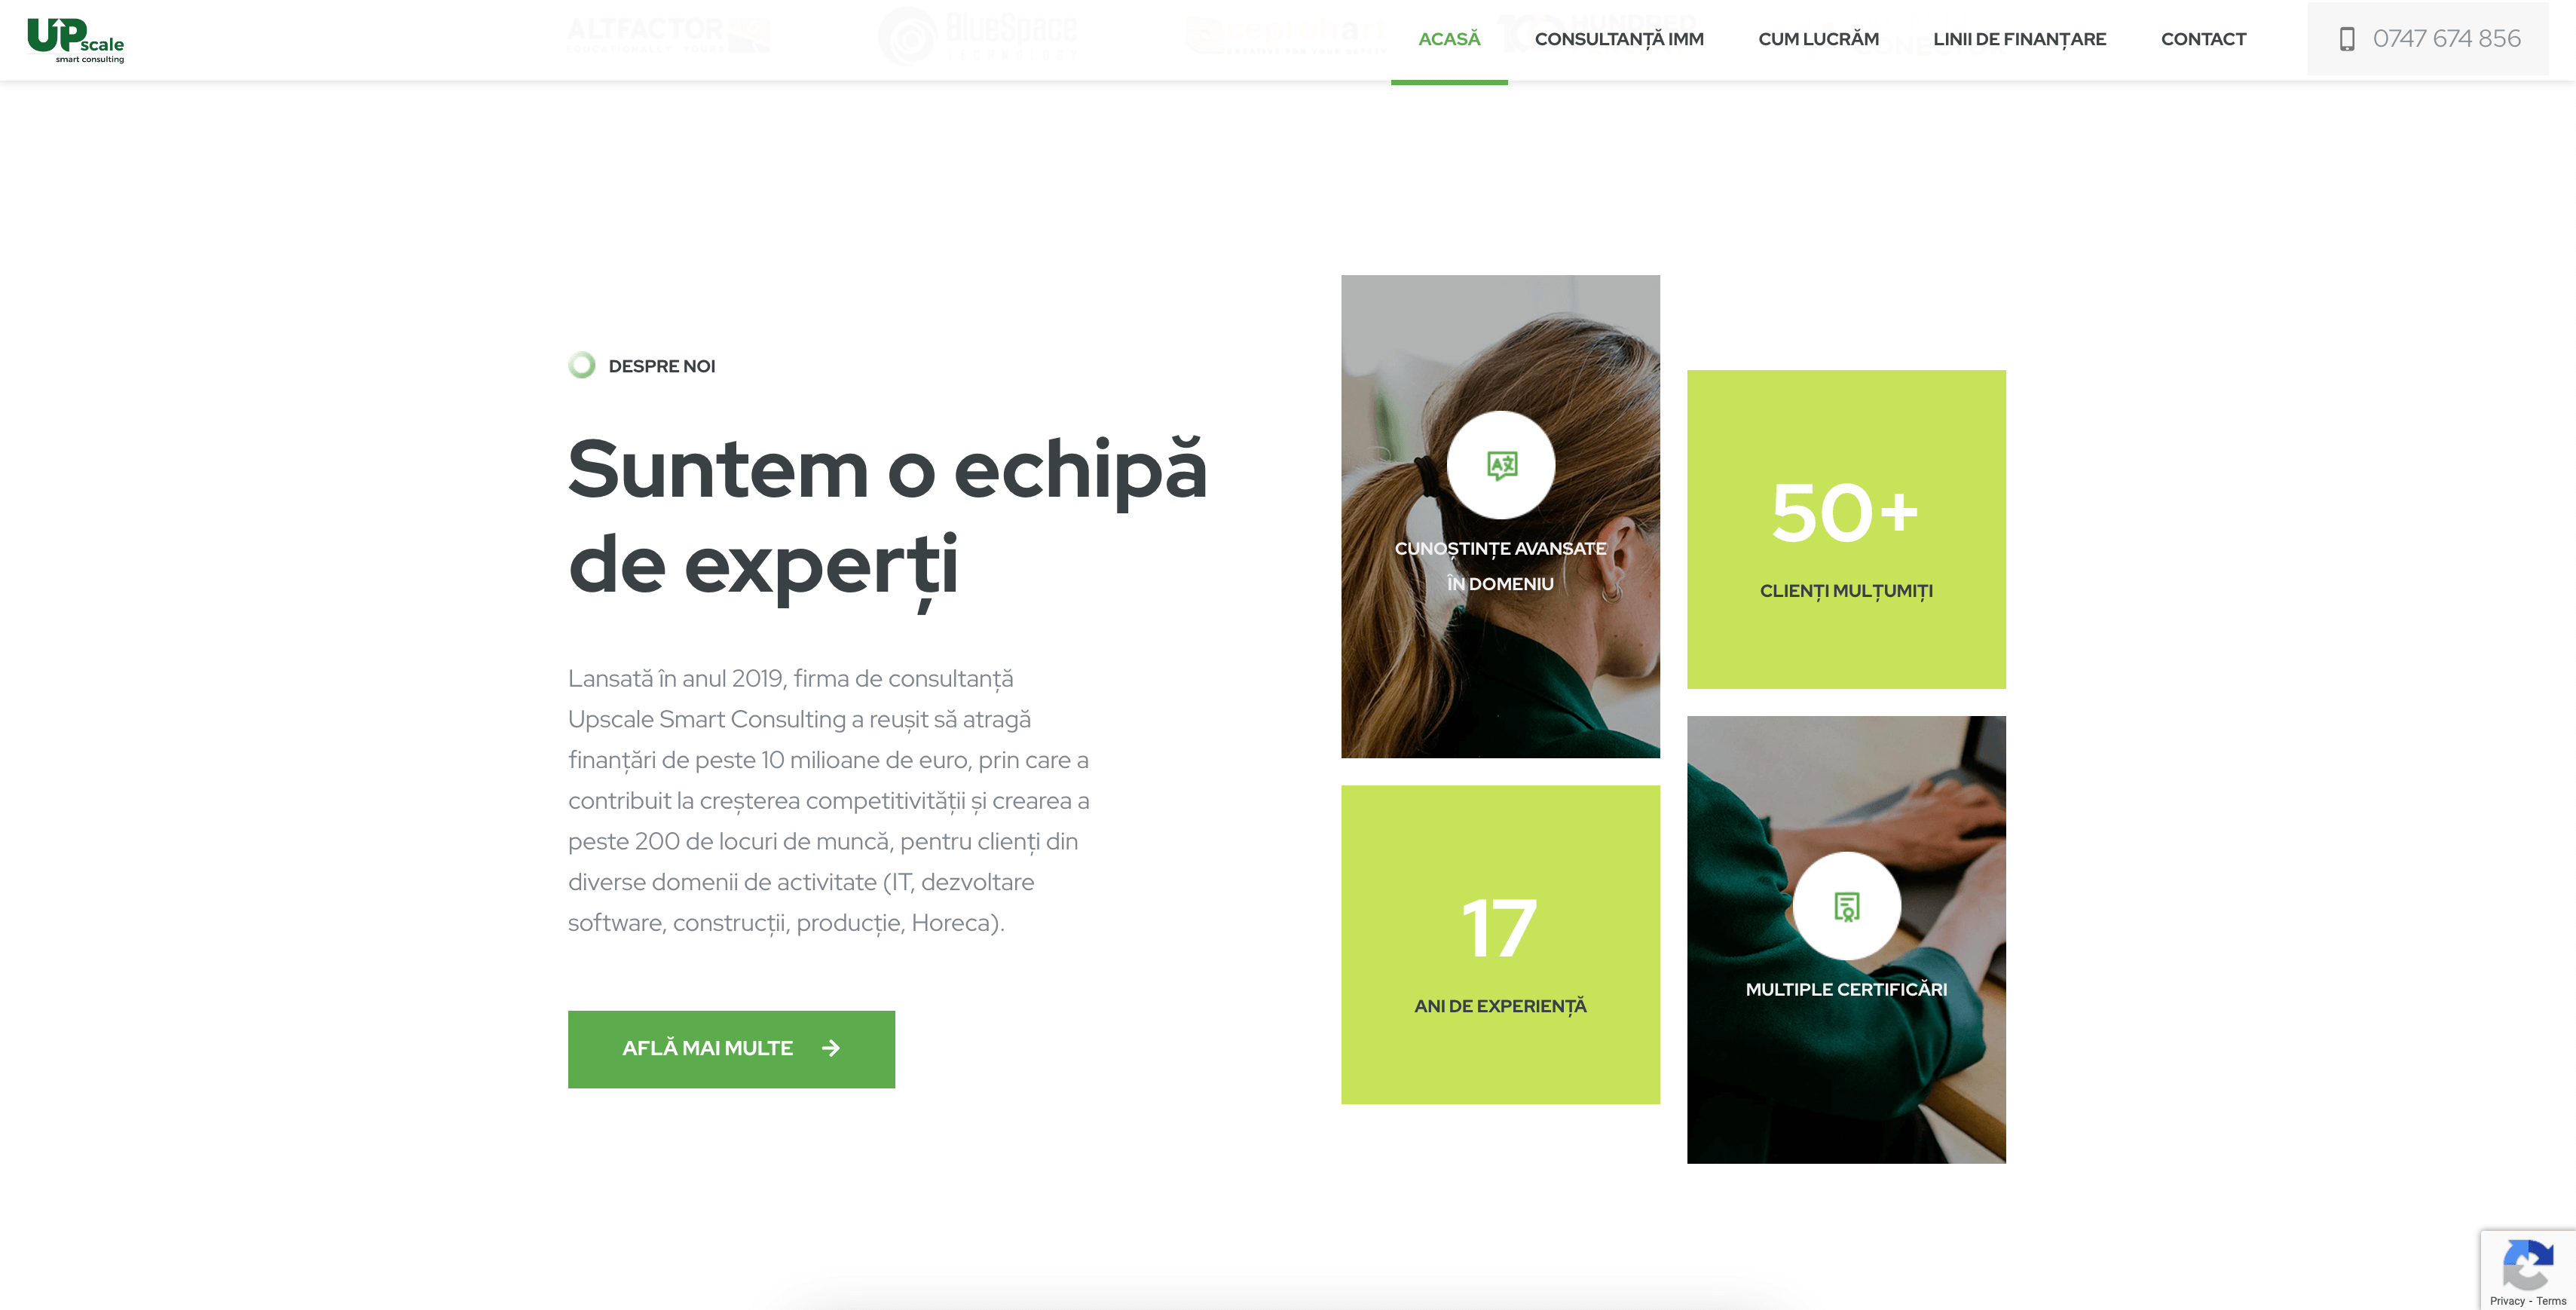 UPscale
smart consulting
ALTFACTOR
BlueSpace
ACASĂ
CONSULTANȚĂ IMM
CUM LUCRĂM
LINII DE FINANȚARE
CONTACT
0747 674 856
DESPRE NOI
Suntem o echipă
de experți
Lansată în anul 2019, firma de consultanță
Upscale Smart Consulting a reușit să atragă
finanțări de peste 10 milioane de euro, prin care a
contribuit la creșterea competitivității și crearea a
peste 200 de locuri de muncă, pentru clienți din
diverse domenii de activitate (IT, dezvoltare
software, construcții, producție, Horeca).
AFLĂ MAI MULTE
CUNOȘTINȚE AVANSATE
ÎN DOMENIU
50+
CLIENȚI MULȚUMIȚI
17
ANI DE EXPERIENȚĂ
MULTIPLE CERTIFICĂRI
Privacy - Terms